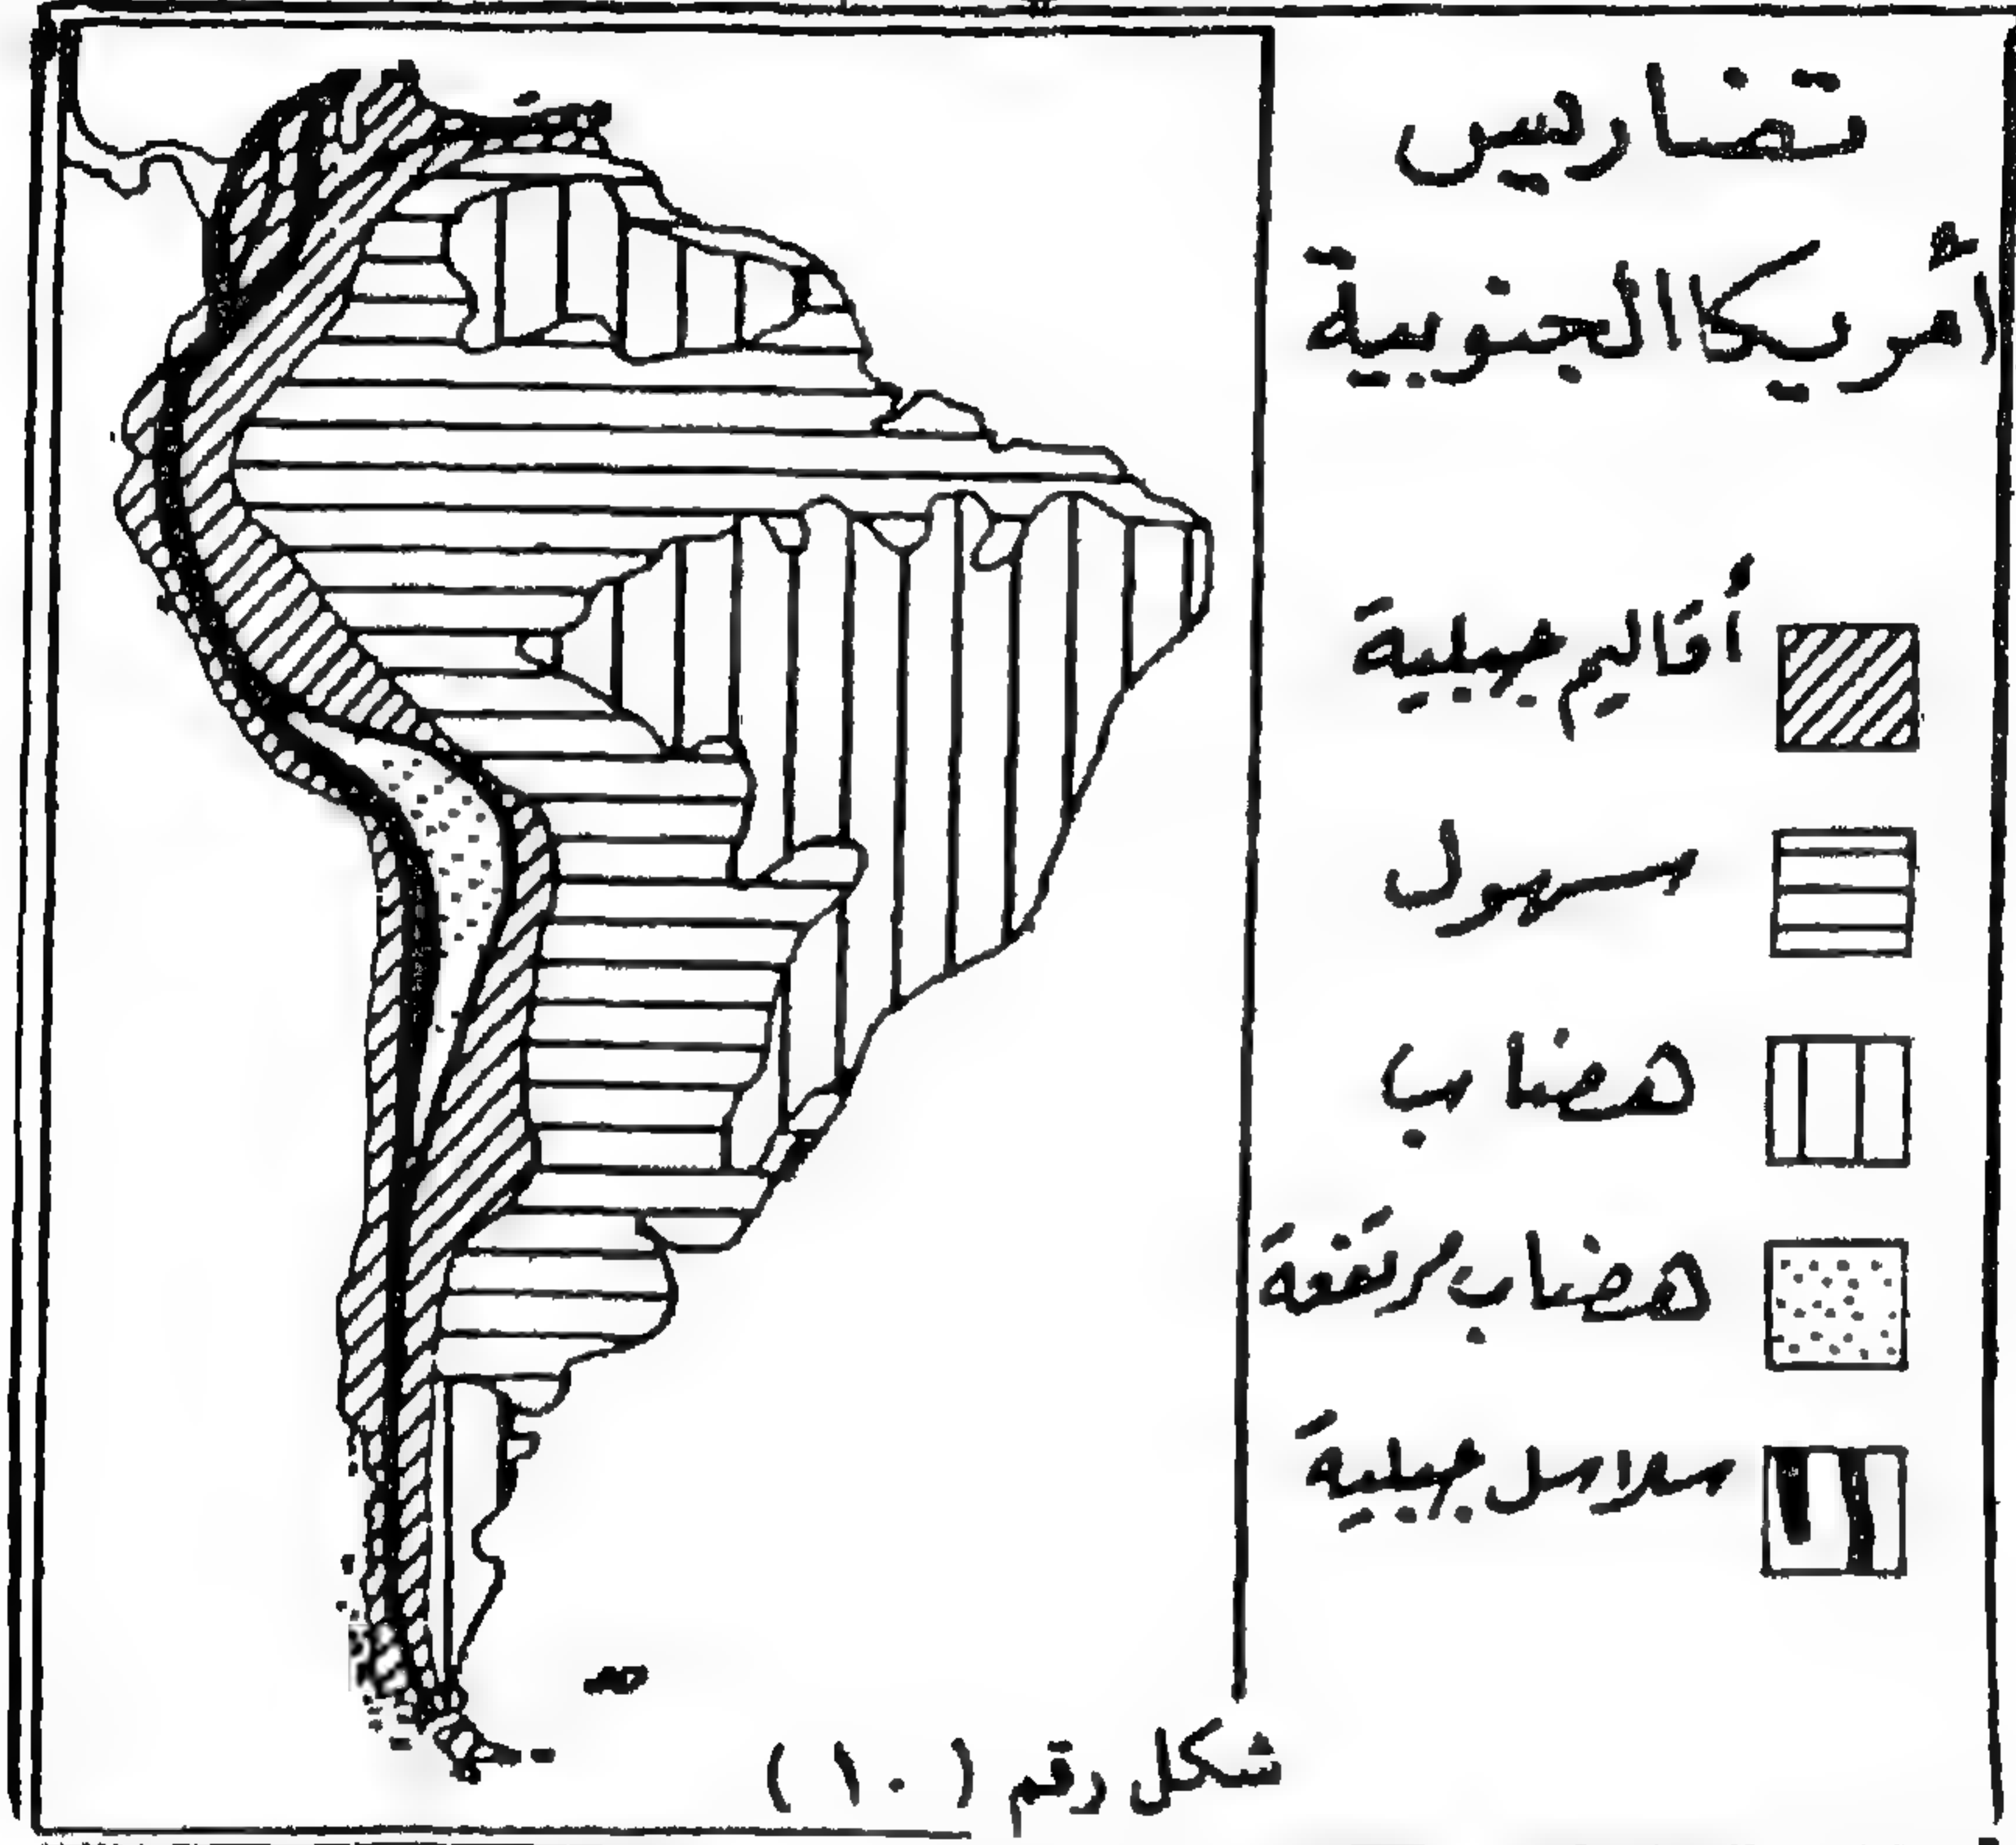 تضاريس
أمريكا الجنوبية
أقاليم جبلية
سهول
هضاب
هضاب مرتفعة
سلاسل جبلية
شكل رقم (١٠)